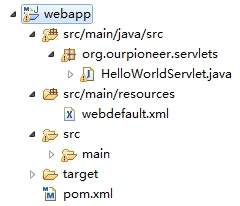 webapp
src/main/java/src
org.ourpioneer.servlets
HelloWorldServlet.java
src/main/resources
webdefault.xml
src
main
target
pom.xml